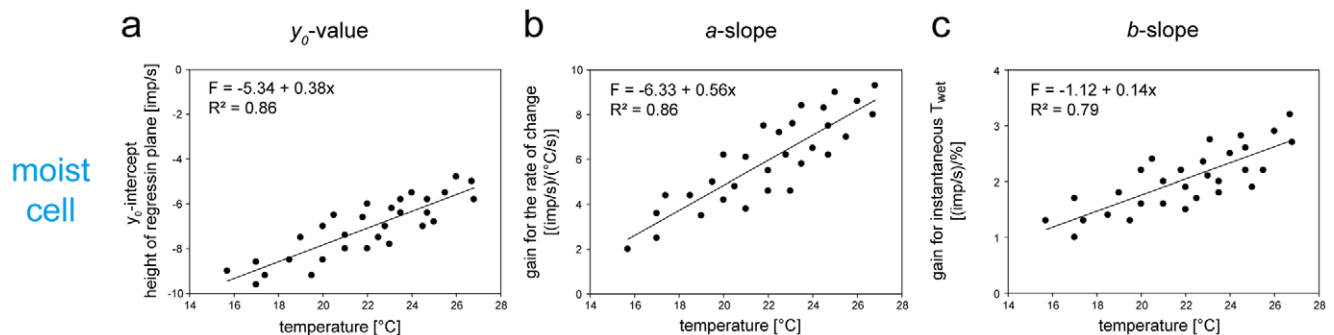 a
y0-value
b
a-slope
c
b-slope
moist
cell
y0-intercept
height of regressin plane [imp/s]
F = -5.34 + 0.38x
R² = 0.86
0
-2
-4
-6
-8
-10
14 16 18 20 22 24 26 28
temperature [°C]
gain for the rate of change
[(imp/s)/(°C/s)]
F = -6.33 + 0.56x
R² = 0.86
10
8
6
4
2
0
14 16 18 20 22 24 26 28
temperature [°C]
gain for instantaneous Twet
[(imp/s)/%]
F = -1.12 + 0.14x
R² = 0.79
4
3
2
1
0
14 16 18 20 22 24 26 28
temperature [°C]